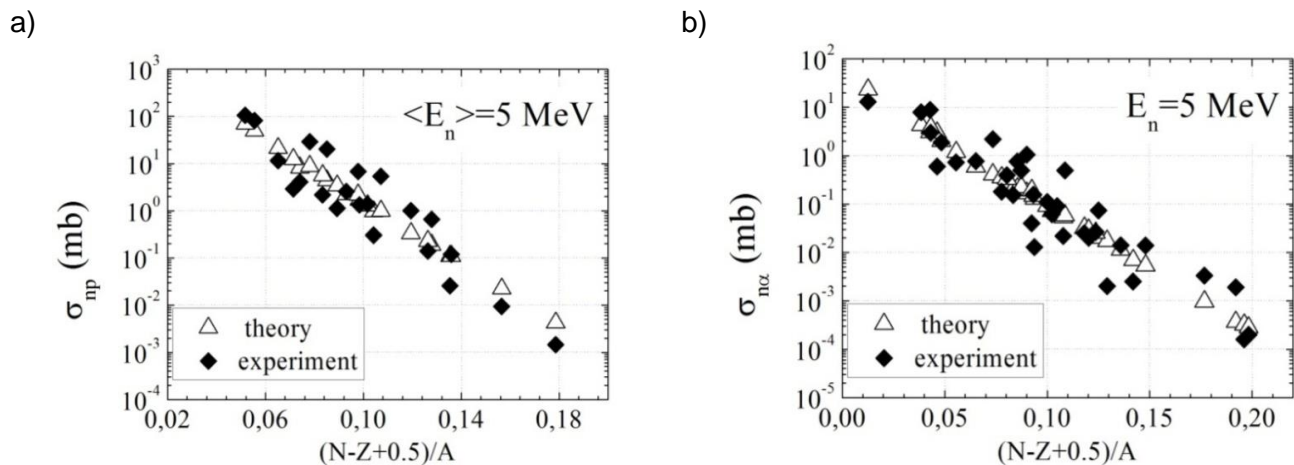 a)
10^3
10^2
10^1
10^0
10^-1
10^-2
10^-3
10^-4
σ_np (mb)
<E_n>=5 MeV
theory
experiment
0,02 0,06 0,10 0,14 0,18
(N-Z+0.5)/A
b)
10^2
10^1
10^0
10^-1
10^-2
10^-3
10^-4
10^-5
σ_nα (mb)
E_n=5 MeV
theory
experiment
0,00 0,05 0,10 0,15 0,20
(N-Z+0.5)/A